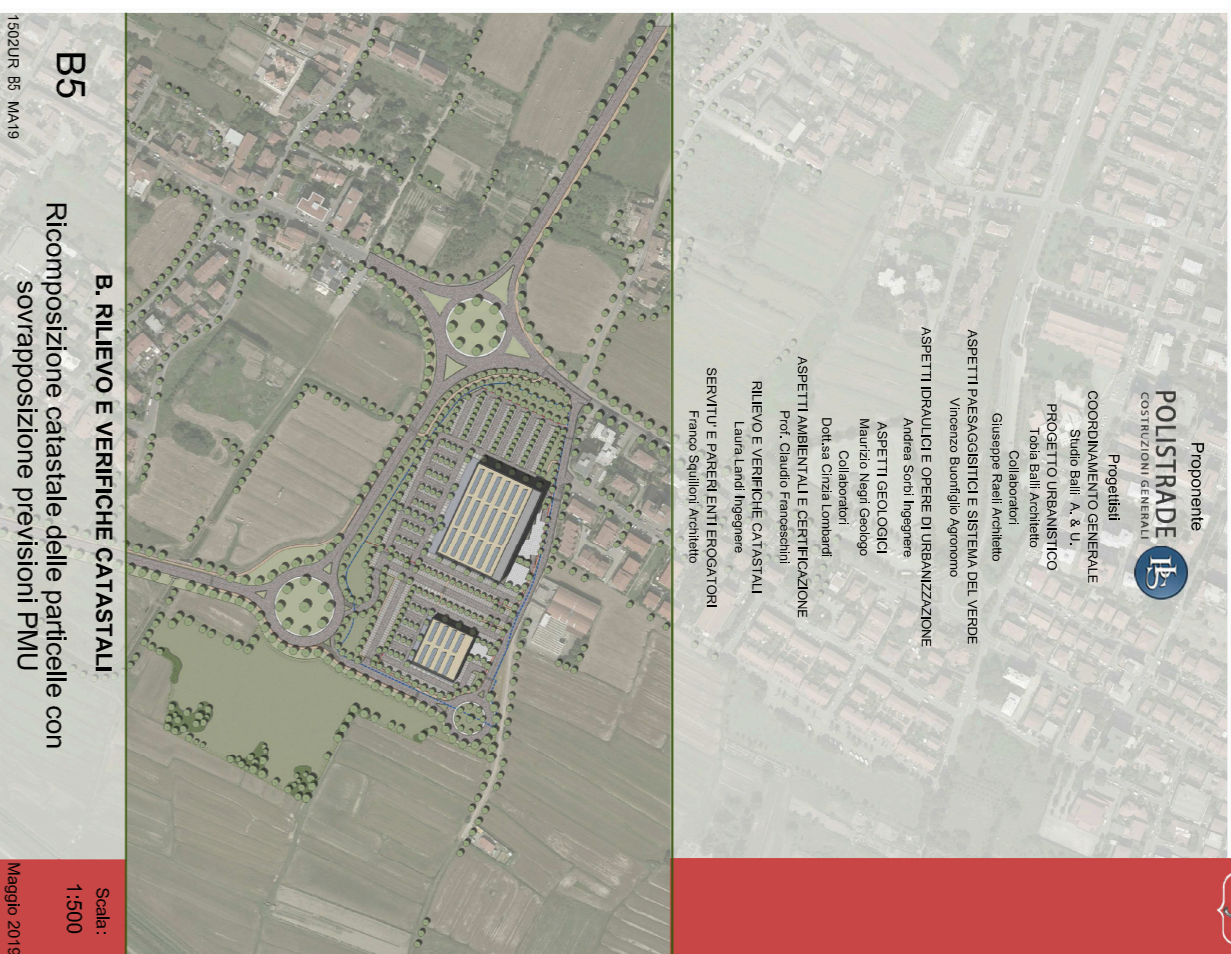 Proponente
POLISTRADE
COSTRUZIONI GENERALI
PS
Progettisti
COORDINAMENTO GENERALE
Studio Balli A. & U.
PROGETTO URBANISTICO
Tobia Balli Architetto
Collaboratori
Giuseppe Raeli Architetto
ASPETTI PAESAGGISITICI E SISTEMA DEL VERDE
Vincenzo Buonfiglio Agronomo
ASPETTI IDRAULICI E OPERE DI URBANIZZAZIONE
Andrea Sorbi Ingegnere
ASPETTI GEOLOGICI
Maurizio Negri Geologo
Collaboratori
Dott.sa Cinzia Lombardi
ASPETTI AMBIENTALI E CERTIFICAZIONE
Prof. Claudio Franceschini
RILIEVO E VERIFICHE CATASTALI
Laura Landi Ingegnere
SERVITU' E PARERI ENTI EROGATORI
Franco Squilloni Architetto
B. RILIEVO E VERIFICHE CATASTALI
Scala:
B5
Ricomposizione catastale delle particelle con
1:500
sovrapposizione previsioni PMU
1502UR B5 MA19
Maggio 2019